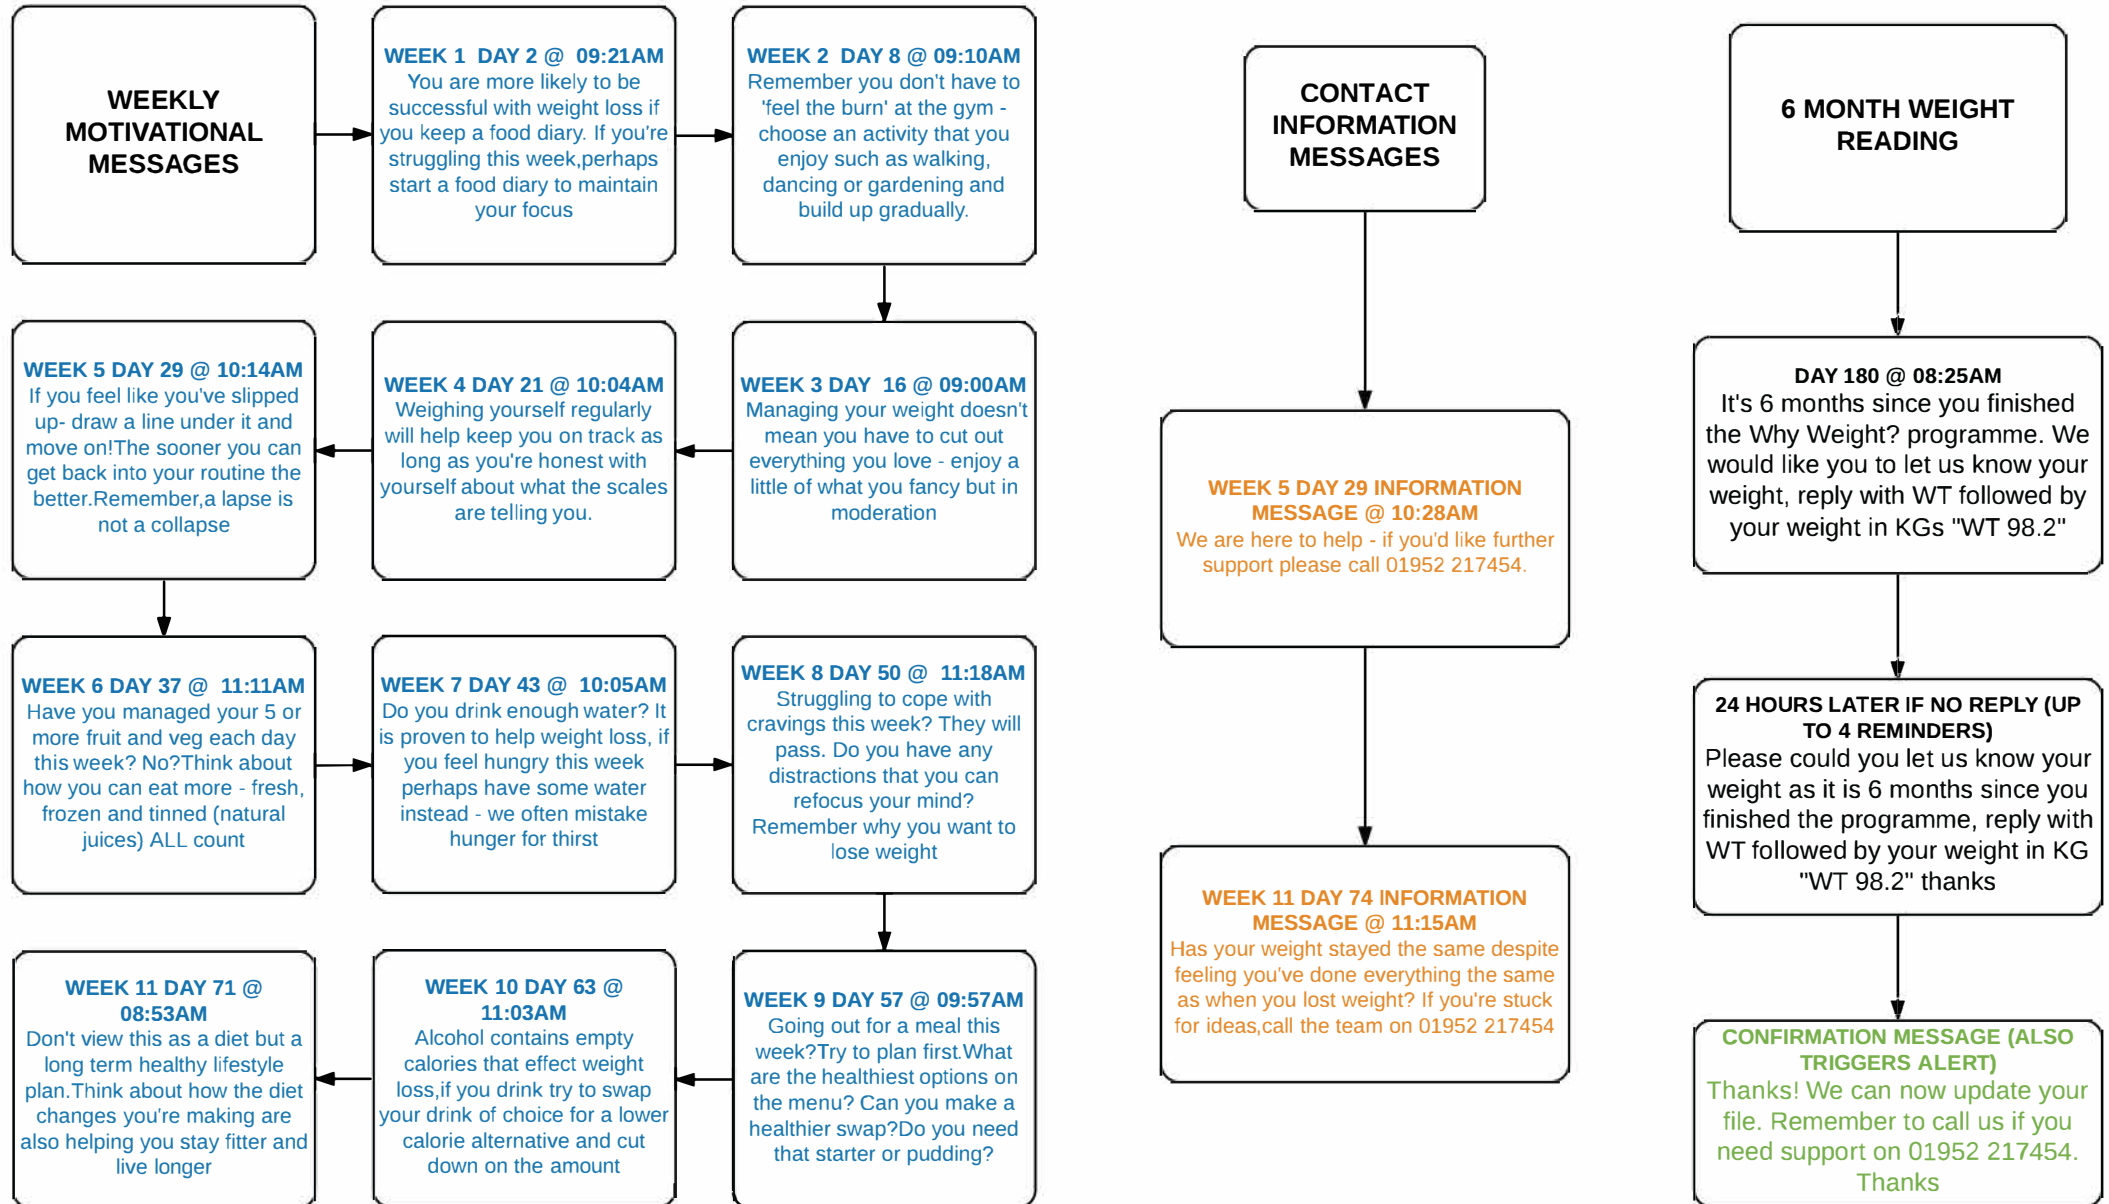 WEEKLY
MOTIVATIONAL
MESSAGES
WEEK 1 DAY 2 @ 09:21AM
You are more likely to be
successful with weight loss if
you keep a food diary. If you're
struggling this week,perhaps
start a food diary to maintain
your focus
WEEK 2 DAY 8 @ 09:10AM
Remember you don't have to
'feel the burn' at the gym -
choose an activity that you
enjoy such as walking,
dancing or gardening and
build up gradually.
WEEK 3 DAY 16 @ 09:00AM
Managing your weight doesn't
mean you have to cut out
everything you love - enjoy a
little of what you fancy but in
moderation
WEEK 4 DAY 21 @ 10:04AM
Weighing yourself regularly
will help keep you on track as
long as you're honest with
yourself about what the scales
are telling you.
WEEK 5 DAY 29 @ 10:14AM
If you feel like you've slipped
up- draw a line under it and
move on!The sooner you can
get back into your routine the
better.Remember,a lapse is
not a collapse
WEEK 6 DAY 37 @ 11:11AM
Have you managed your 5 or
more fruit and veg each day
this week? No?Think about
how you can eat more - fresh,
frozen and tinned (natural
juices) ALL count
WEEK 7 DAY 43 @ 10:05AM
Do you drink enough water? It
is proven to help weight loss, if
you feel hungry this week
perhaps have some water
instead - we often mistake
hunger for thirst
WEEK 8 DAY 50 @ 11:18AM
Struggling to cope with
cravings this week? They will
pass. Do you have any
distractions that you can
refocus your mind?
Remember why you want to
lose weight
WEEK 9 DAY 57 @ 09:57AM
Going out for a meal this
week?Try to plan first.What
are the healthiest options on
the menu? Can you make a
healthier swap?Do you need
that starter or pudding?
WEEK 10 DAY 63 @
11:03AM
Alcohol contains empty
calories that effect weight
loss,if you drink try to swap
your drink of choice for a lower
calorie alternative and cut
down on the amount
WEEK 11 DAY 71 @
08:53AM
Don't view this as a diet but a
long term healthy lifestyle
plan.Think about how the diet
changes you're making are
also helping you stay fitter and
live longer
CONTACT
INFORMATION
MESSAGES
WEEK 5 DAY 29 INFORMATION
MESSAGE @ 10:28AM
We are here to help - if you'd like further
support please call 01952 217454.
WEEK 11 DAY 74 INFORMATION
MESSAGE @ 11:15AM
Has your weight stayed the same despite
feeling you've done everything the same
as when you lost weight? If you're stuck
for ideas,call the team on 01952 217454
6 MONTH WEIGHT
READING
DAY 180 @ 08:25AM
It's 6 months since you finished
the Why Weight? programme. We
would like you to let us know your
weight, reply with WT followed by
your weight in KGs "WT 98.2"
24 HOURS LATER IF NO REPLY (UP
TO 4 REMINDERS)
Please could you let us know your
weight as it is 6 months since you
finished the programme, reply with
WT followed by your weight in KG
"WT 98.2" thanks
CONFIRMATION MESSAGE (ALSO
TRIGGERS ALERT)
Thanks! We can now update your
file. Remember to call us if you
need support on 01952 217454.
Thanks